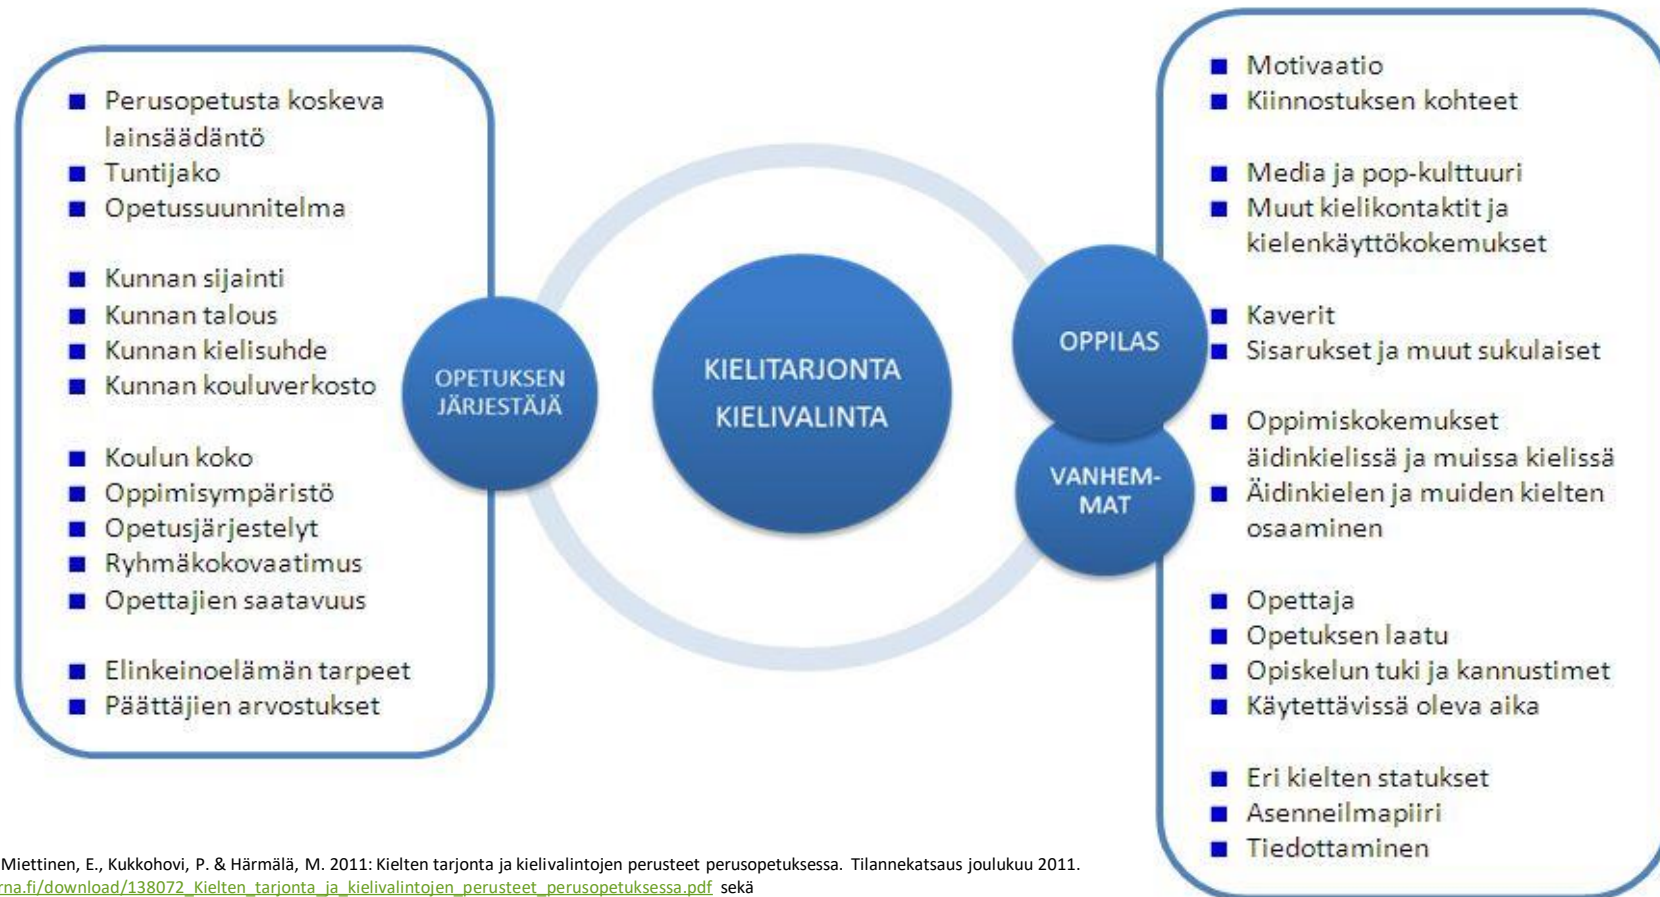 Perusopetusta koskeva
lainsäädäntö
Tuntijako
Opetussuunnitelma
Kunnan sijainti
Kunnan talous
Kunnan kielisuhde
Kunnan kouluverkosto
Koulun koko
Oppimisympäristö
Opetusjärjestelyt
Ryhmäkokovaatimus
Opettajien saatavuus
Elinkeinoelämän tarpeet
Päättäjien arvostukset
OPETUKSEN
JÄRJESTÄJÄ
KIELITARJONTA
KIELIVALINTA
OPPILAS
VANHEM-
MAT
Motivaatio
Kiinnostuksen kohteet
Media ja pop-kulttuuri
Muut kielikontaktit ja
kielenkäyttökokemukset
Kaverit
Sisarukset ja muut sukulaiset
Oppimiskokemukset
äidinkielissä ja muissa kielissä
Äidinkielen ja muiden kielten
osaaminen
Opettaja
Opetuksen laatu
Opiskelun tuki ja kannustimet
Käytettävissä oleva aika
Eri kielten statukset
Asenneilmapiiri
Tiedottaminen
Miettinen, E., Kukkohovi, P. & Härmälä, M. 2011: Kielten tarjonta ja kielivalintojen perusteet perusopetuksessa. Tilannekatsaus joulukuu 2011.
rna.fi/download/138072_Kielten_tarjonta_ja_kielivalintojen_perusteet_perusopetuksessa.pdf sekä